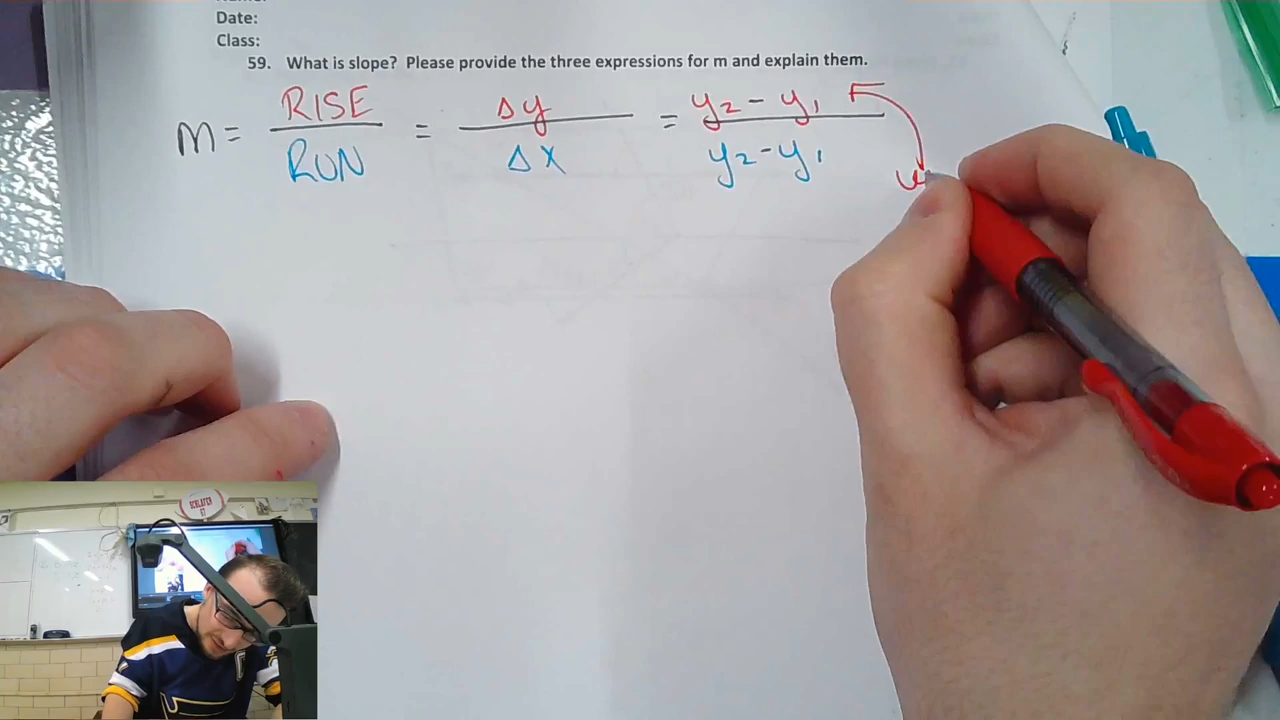 Date:
Class:
59. What is slope? Please provide the three expressions for m and explain them.
m = RISE / RUN = Δy / Δx = y₂ - y₁ / y₂ - y₁